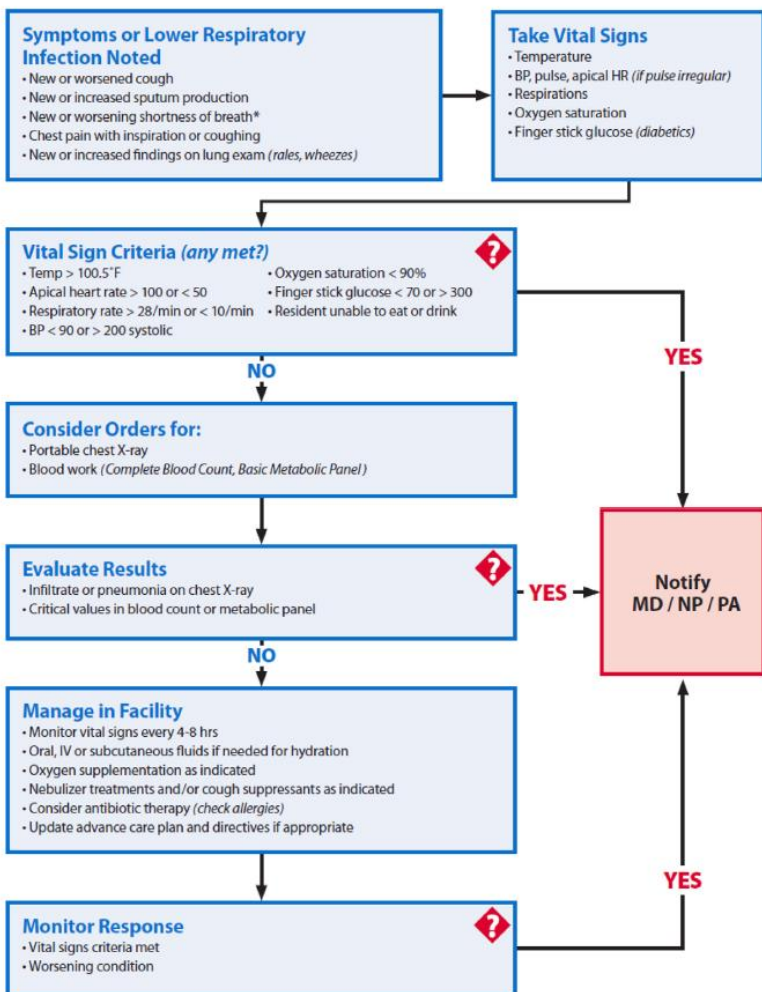 Symptoms or Lower Respiratory
Infection Noted
• New or worsened cough
• New or increased sputum production
• New or worsening shortness of breath*
• Chest pain with inspiration or coughing
• New or increased findings on lung exam (rales, wheezes)
Take Vital Signs
• Temperature
• BP, pulse, apical HR (if pulse irregular)
• Respirations
• Oxygen saturation
• Finger stick glucose (diabetics)
Vital Sign Criteria (any met?)
• Temp > 100.5˚F
• Apical heart rate > 100 or < 50
• Respiratory rate > 28/min or < 10/min
• BP < 90 or > 200 systolic
• Oxygen saturation < 90%
• Finger stick glucose < 70 or > 300
• Resident unable to eat or drink
?
YES
NO
Consider Orders for:
• Portable chest X-ray
• Blood work (Complete Blood Count, Basic Metabolic Panel)
Evaluate Results
• Infiltrate or pneumonia on chest X-ray
• Critical values in blood count or metabolic panel
?
YES
Notify
MD / NP / PA
NO
Manage in Facility
• Monitor vital signs every 4-8 hrs
• Oral, IV or subcutaneous fluids if needed for hydration
• Oxygen supplementation as indicated
• Nebulizer treatments and/or cough suppressants as indicated
• Consider antibiotic therapy (check allergies)
• Update advance care plan and directives if appropriate
YES
Monitor Response
• Vital signs criteria met
• Worsening condition
?